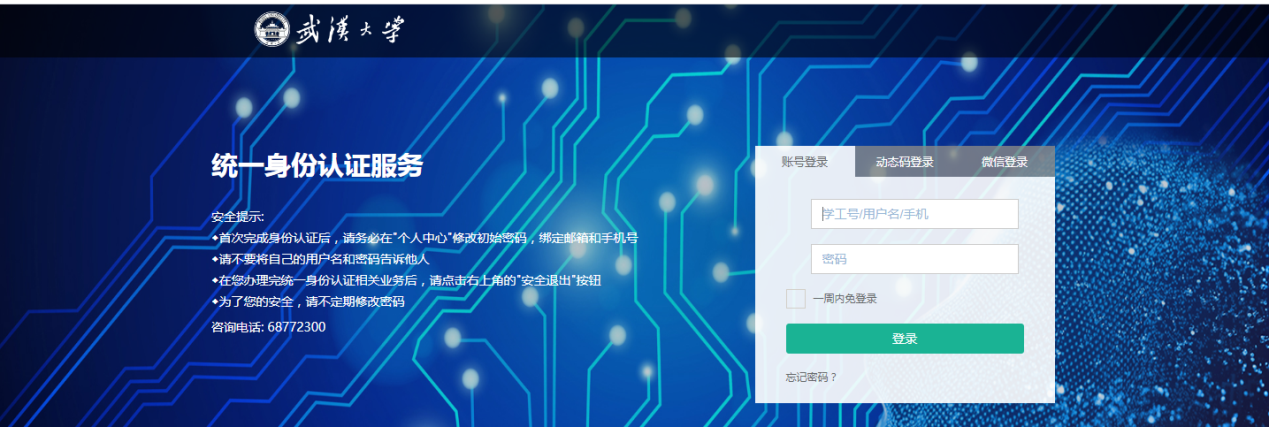 武汉大学
统一身份认证服务
安全提示:
◆首次完成身份认证后，请务必在"个人中心"修改初始密码，绑定邮箱和手机号
◆请不要将自己的用户名和密码告诉他人
◆在您办理完统一身份认证相关业务后，请点击右上角的"安全退出"按钮
◆为了您的安全，请不定期修改密码
咨询电话: 68772300
账号登录 动态码登录 微信登录
学工号/用户名/手机
密码
一周内免登录
登录
忘记密码？